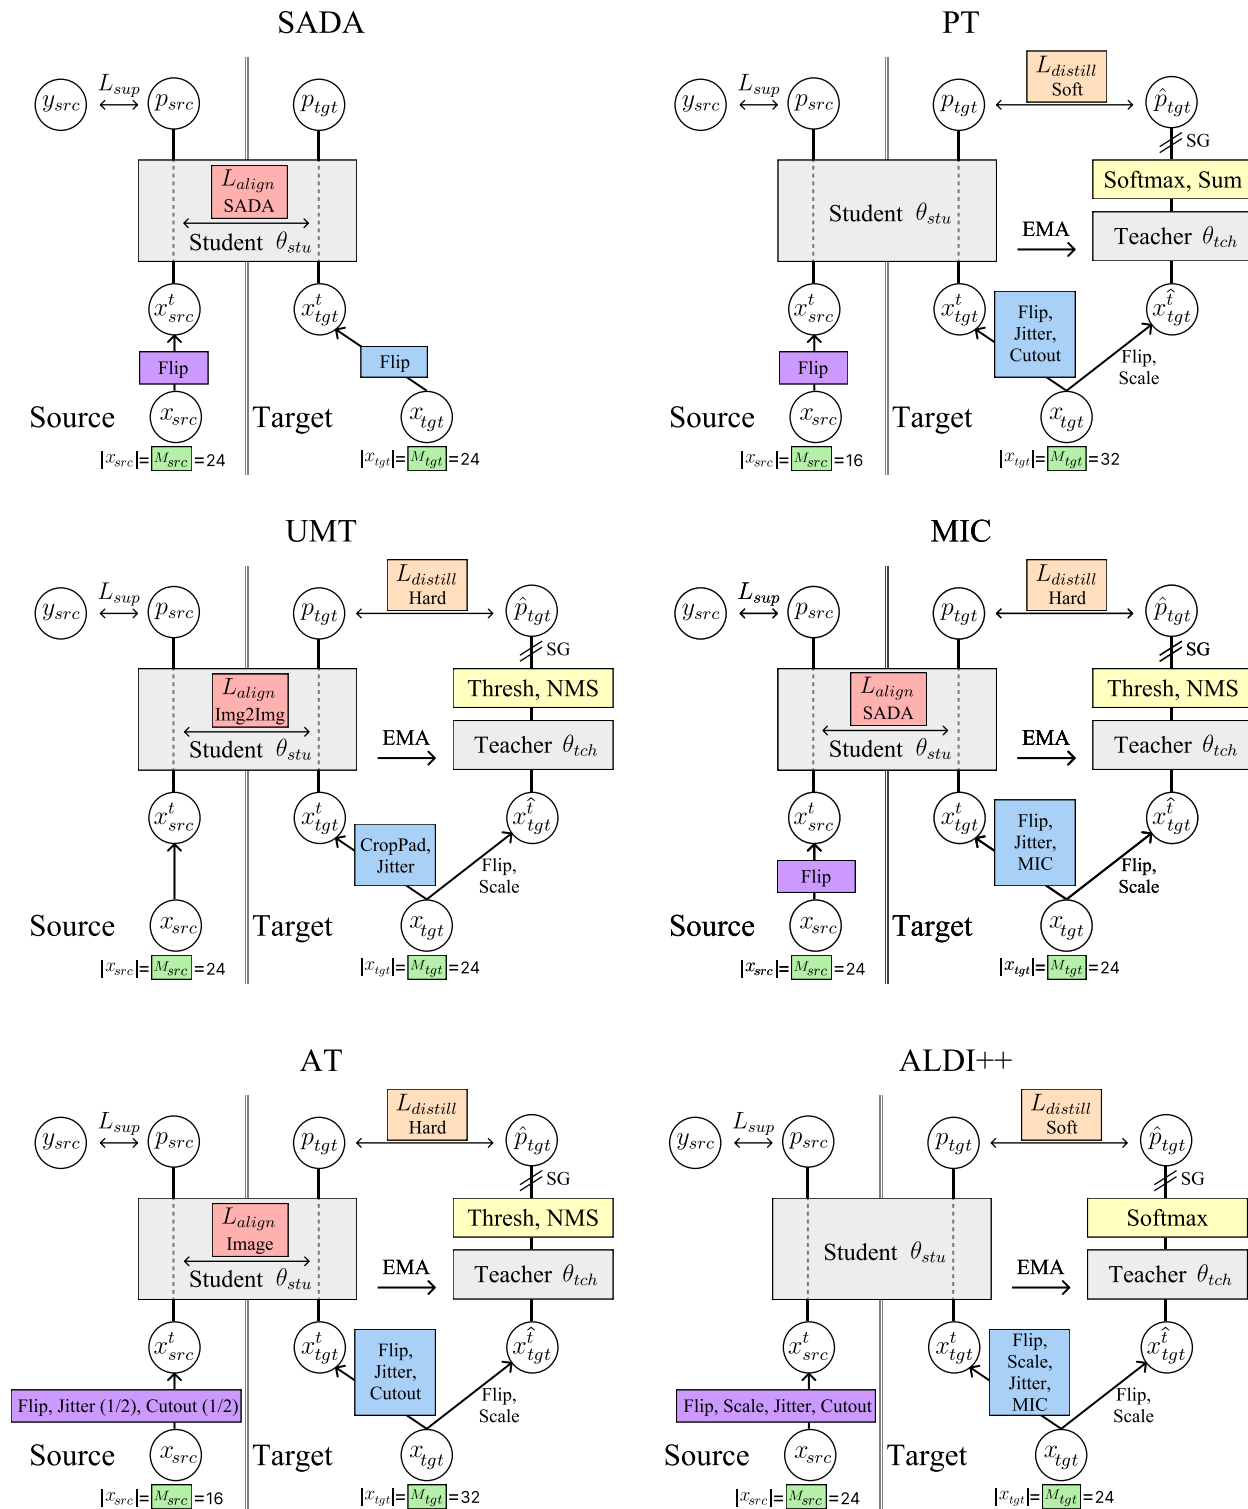 SADA
y_src L_sup p_src p_tgt
L_align
SADA
Student θ_stu
x^t_src x^t_tgt
Flip Flip
Source x_src Target x_tgt
|x_src|= M_src =24 |x_tgt|= M_tgt =24
PT
y_src L_sup p_src p_tgt L_distill p̂_tgt
Soft
SG
Softmax, Sum
Student θ_stu EMA Teacher θ_tch
x^t_src x^t_tgt x^t̂_tgt
Flip,
Jitter,
Cutout
Flip Flip,
Scale
Source x_src Target x_tgt
|x_src|= M_src =16 |x_tgt|= M_tgt =32
UMT
y_src L_sup p_src p_tgt L_distill p̂_tgt
Hard
SG
L_align Thresh, NMS
Img2Img
Student θ_stu EMA Teacher θ_tch
x^t_src x^t_tgt x^t̂_tgt
CropPad,
Jitter
Flip,
Scale
Source x_src Target x_tgt
|x_src|= M_src =24 |x_tgt|= M_tgt =24
MIC
y_src L_sup p_src p_tgt L_distill p̂_tgt
Hard
SG
L_align Thresh, NMS
SADA
Student θ_stu EMA Teacher θ_tch
x^t_src x^t_tgt x^t̂_tgt
Flip,
Jitter,
MIC
Flip Flip,
Scale
Source x_src Target x_tgt
|x_src|= M_src =24 |x_tgt|= M_tgt =24
AT
y_src L_sup p_src p_tgt L_distill p̂_tgt
Hard
SG
L_align Thresh, NMS
Image
Student θ_stu EMA Teacher θ_tch
x^t_src x^t_tgt x^t̂_tgt
Flip,
Jitter,
Cutout
Flip, Jitter (1/2), Cutout (1/2) Flip,
Scale
Source x_src Target x_tgt
|x_src|= M_src =16 |x_tgt|= M_tgt =32
ALDI++
y_src L_sup p_src p_tgt L_distill p̂_tgt
Soft
SG
Softmax
Student θ_stu EMA Teacher θ_tch
x^t_src x^t_tgt x^t̂_tgt
Flip,
Scale,
Jitter,
MIC
Flip, Scale, Jitter, Cutout Flip,
Scale
Source x_src Target x_tgt
|x_src|= M_src =24 |x_tgt|= M_tgt =24